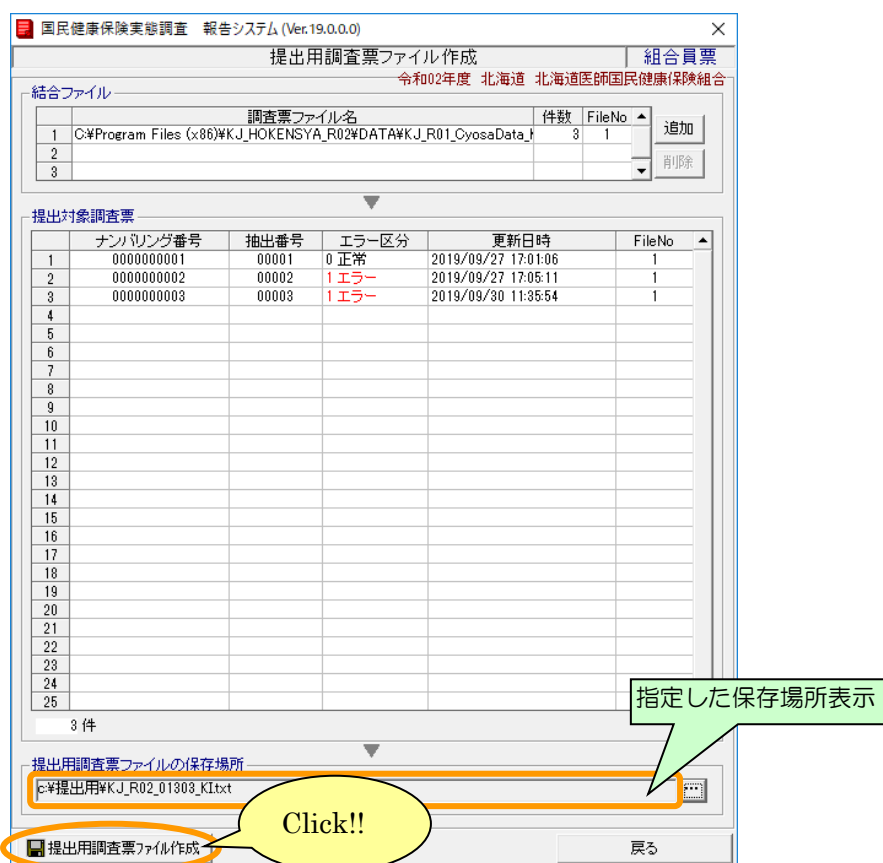 国民健康保険実態調査 報告システム (Ver.19.0.0.0)
提出用調査票ファイル作成 組合員票
令和02年度 北海道 北海道医師国民健康保険組合
結合ファイル
調査票ファイル名 件数 FileNo
1 C:¥Program Files (x86)¥KJ_HOKENSYA_R02¥DATA¥KJ_R01_CyosaData_ 3 1
追加
2
3
削除
提出対象調査票
ナンバリング番号 抽出番号 エラー区分 更新日時 FileNo
1 0000000001 00001 0 正常 2019/09/27 17:01:06 1
2 0000000002 00002 1 エラー 2019/09/27 17:05:11 1
3 0000000003 00003 1 エラー 2019/09/30 11:35:54 1
4
5
6
7
8
9
10
11
12
13
14
15
16
17
18
19
20
21
22
23
24
25
指定した保存場所表示
3 件
提出用調査票ファイルの保存場所
c:¥提出用¥KJ_R02_01303_KI.txt
...
Click!!
提出用調査票ファイル作成
戻る